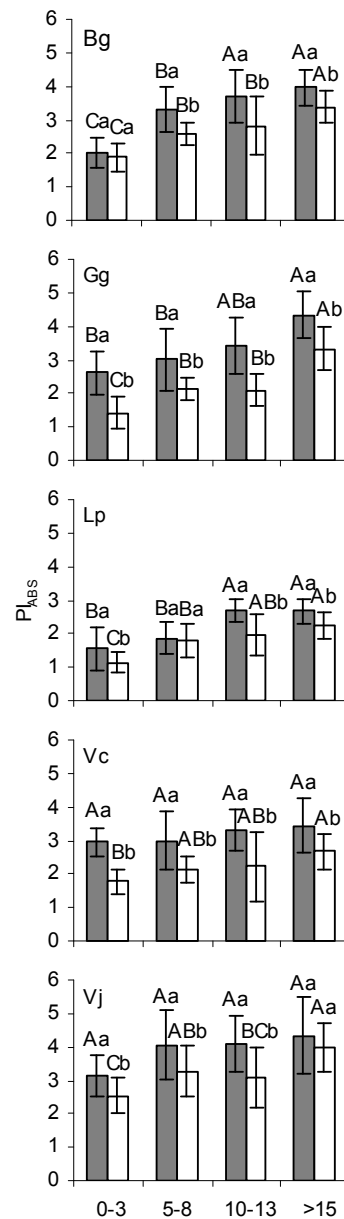 Bg
6
5
4
3
2
1
0
Ca Ca
Ba
Bb
Aa
Bb
Aa
Ab
Gg
6
5
4
3
2
1
0
Ba
Cb
Ba
Bb
ABa
Bb
Aa
Ab
PI_ABS
Lp
6
5
4
3
2
1
0
Ba
Cb
Ba Ba
Aa
ABb
Aa
Ab
Vc
6
5
4
3
2
1
0
Aa
Bb
Aa
ABb
Aa
ABb
Aa
Ab
Vj
6
5
4
3
2
1
0
Aa
Cb
Aa
ABb
Aa
BCb
Aa
Aa
0-3 5-8 10-13 >15